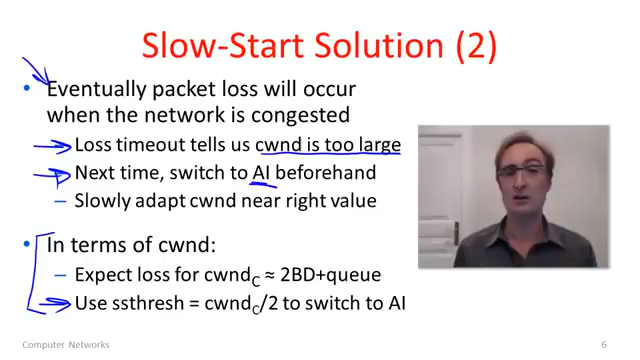 Slow-Start Solution (2)
• Eventually packet loss will occur
when the network is congested
– Loss timeout tells us cwnd is too large
– Next time, switch to AI beforehand
– Slowly adapt cwnd near right value
• In terms of cwnd:
– Expect loss for cwndC ≈ 2BD+queue
– Use ssthresh = cwndC/2 to switch to AI
Computer Networks
6